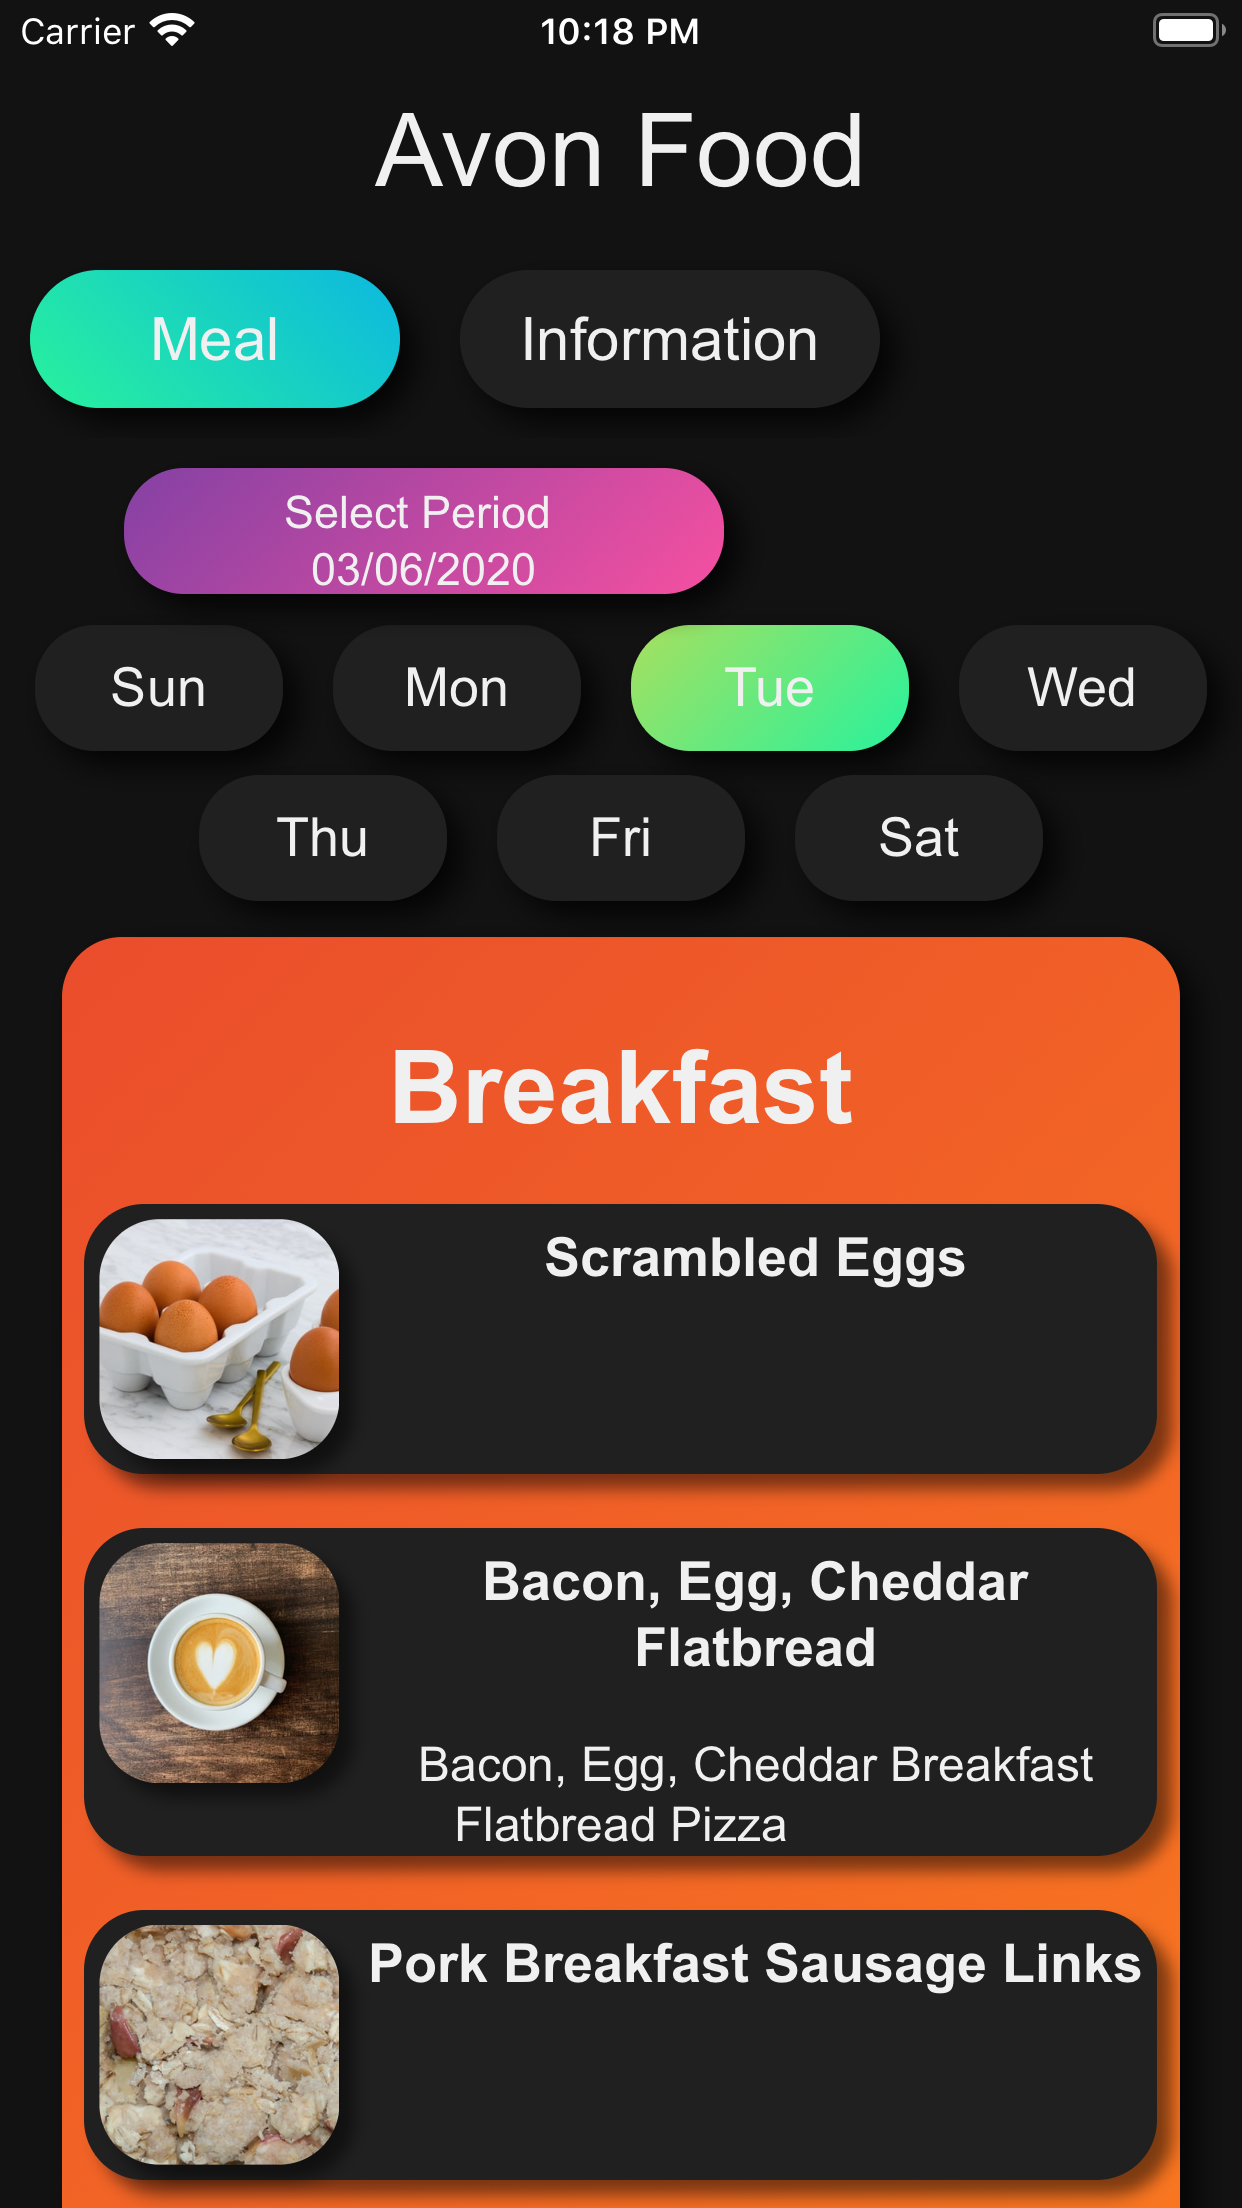 Carrier 10:18 PM
Avon Food
Meal Information
Select Period
03/06/2020
Sun Mon Tue Wed
Thu Fri Sat
Breakfast
Scrambled Eggs
Bacon, Egg, Cheddar
Flatbread
Bacon, Egg, Cheddar Breakfast
Flatbread Pizza
Pork Breakfast Sausage Links